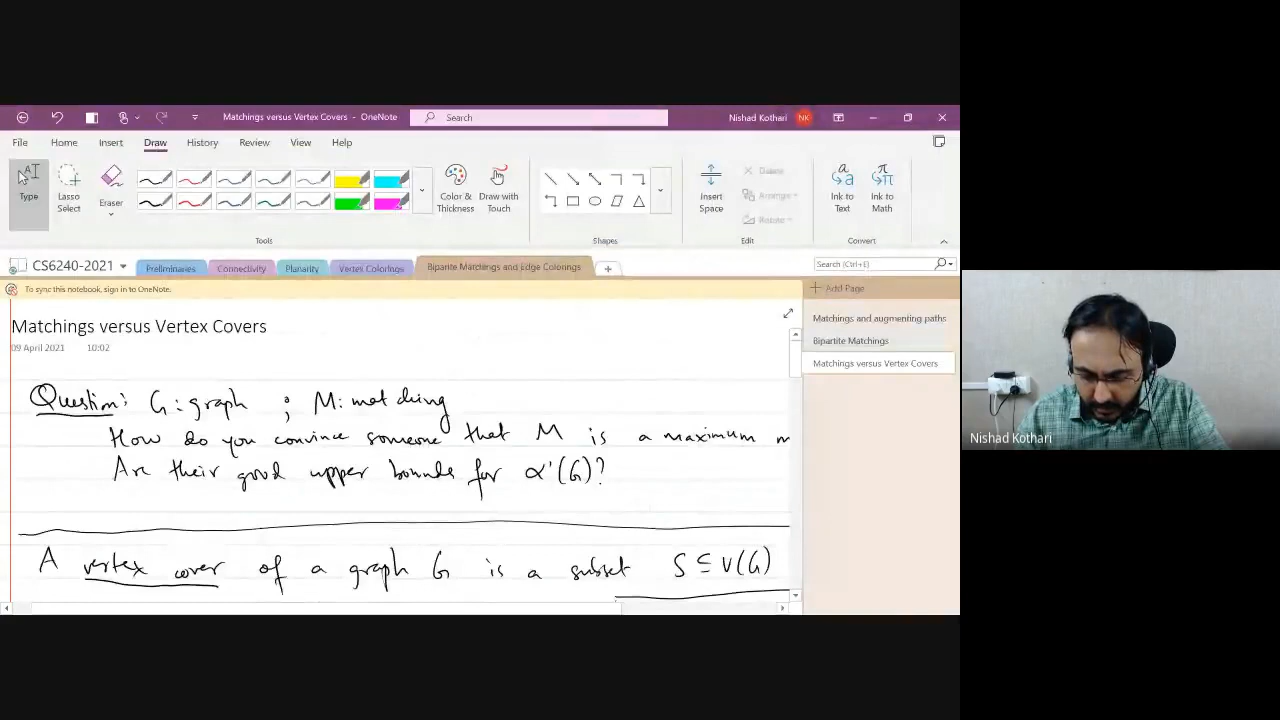 Matchings versus Vertex Covers - OneNote
Search
Nishad Kothari
NK
File Home Insert Draw History Review View Help
Type
Lasso Select
Eraser
Color & Thickness
Draw with Touch
Insert Space
Delete
Arrange
Rotate
Ink to Text
Ink to Math
Tools
Shapes
Edit
Convert
CS6240-2021
Preliminaries
Connectivity
Planarity
Vertex Colorings
Bipartite Matchings and Edge Colorings
Search (Ctrl+E)
To sync this notebook, sign in to OneNote.
Add Page
Matchings versus Vertex Covers
09 April 2021 10:02
Matchings and augmenting paths
Bipartite Matchings
Matchings versus Vertex Covers
Question: G: graph ; M: matching
How do you convince someone that M is a maximum m
Are their good upper bounds for α'(G)?
A vertex cover of a graph G is a subset S ⊆ V(G)
Nishad Kothari